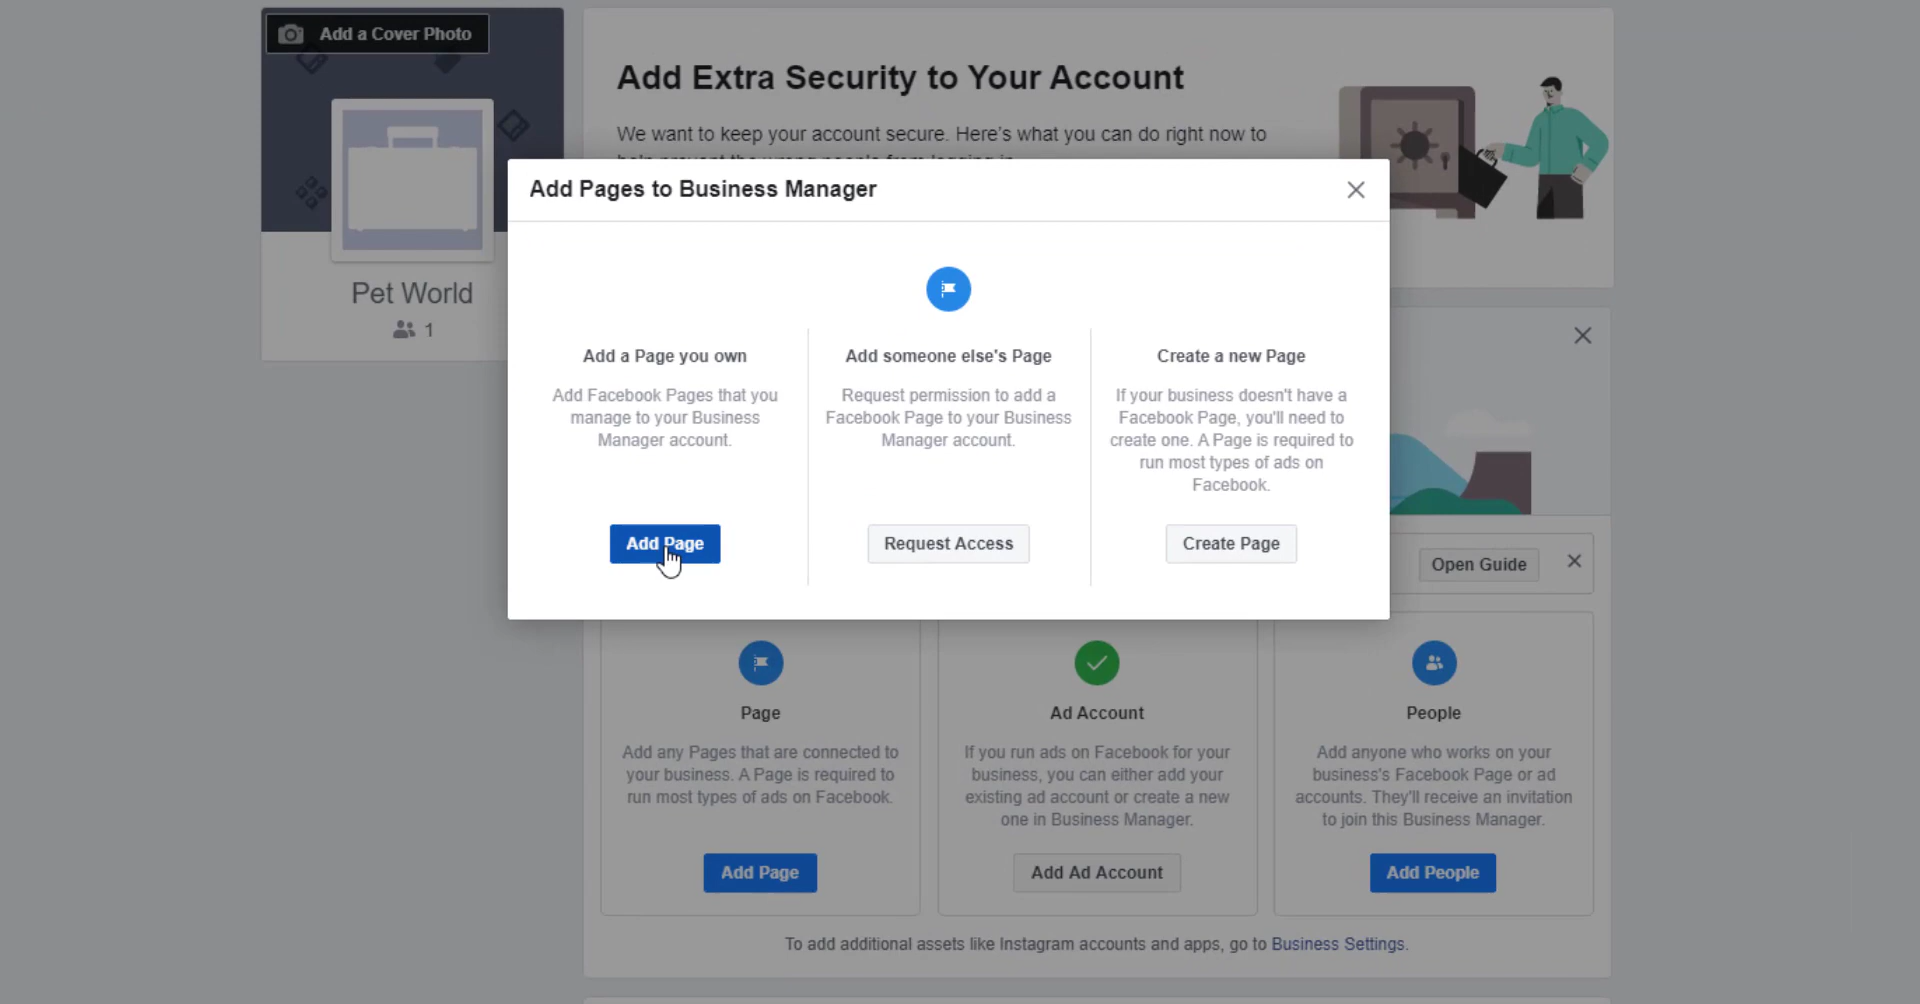 Add a Cover Photo
Pet World
1
Add Extra Security to Your Account
We want to keep your account secure. Here's what you can do right now to
Add Pages to Business Manager
Add a Page you own
Add Facebook Pages that you
manage to your Business
Manager account.
Add Page
Add someone else's Page
Request permission to add a
Facebook Page to your Business
Manager account.
Request Access
Create a new Page
If your business doesn't have a
Facebook Page, you'll need to
create one. A Page is required to
run most types of ads on
Facebook.
Create Page
Open Guide
Page
Add any Pages that are connected to
your business. A Page is required to
run most types of ads on Facebook.
Add Page
Ad Account
If you run ads on Facebook for your
business, you can either add your
existing ad account or create a new
one in Business Manager.
Add Ad Account
People
Add anyone who works on your
business's Facebook Page or ad
accounts. They'll receive an invitation
to join this Business Manager.
Add People
To add additional assets like Instagram accounts and apps, go to Business Settings.